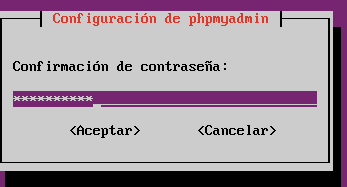 Configuración de phpmyadmin
Confirmación de contraseña:
**********
<Aceptar> <Cancelar>